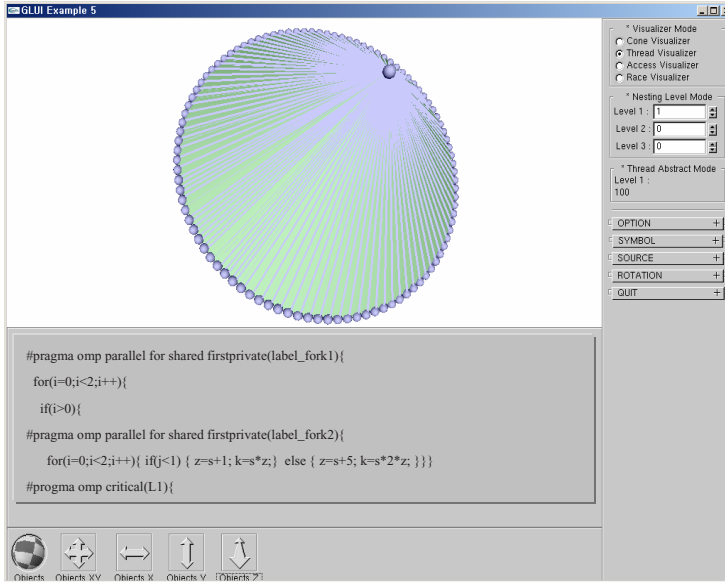 GLUI Example 5
* Visualizer Mode
Cone Visualizer
Thread Visualizer
Access Visualizer
Race Visualizer
* Nesting Level Mode
Level 1 : 1
Level 2 : 0
Level 3 : 0
* Thread Abstract Mode
Level 1 :
100
OPTION +
SYMBOL +
SOURCE +
ROTATION +
QUIT +
#pragma omp parallel for shared firstprivate(label_fork1){
for(i=0;i<2;i++){
if(i>0){
#pragma omp parallel for shared firstprivate(label_fork2){
for(i=0;i<2;i++){ if(j<1) { z=s+1; k=s*z;} else { z=s+5; k=s*2*z; }}}
#progma omp critical(L1){
Objects Objects XY Objects X Objects Y Objects Z